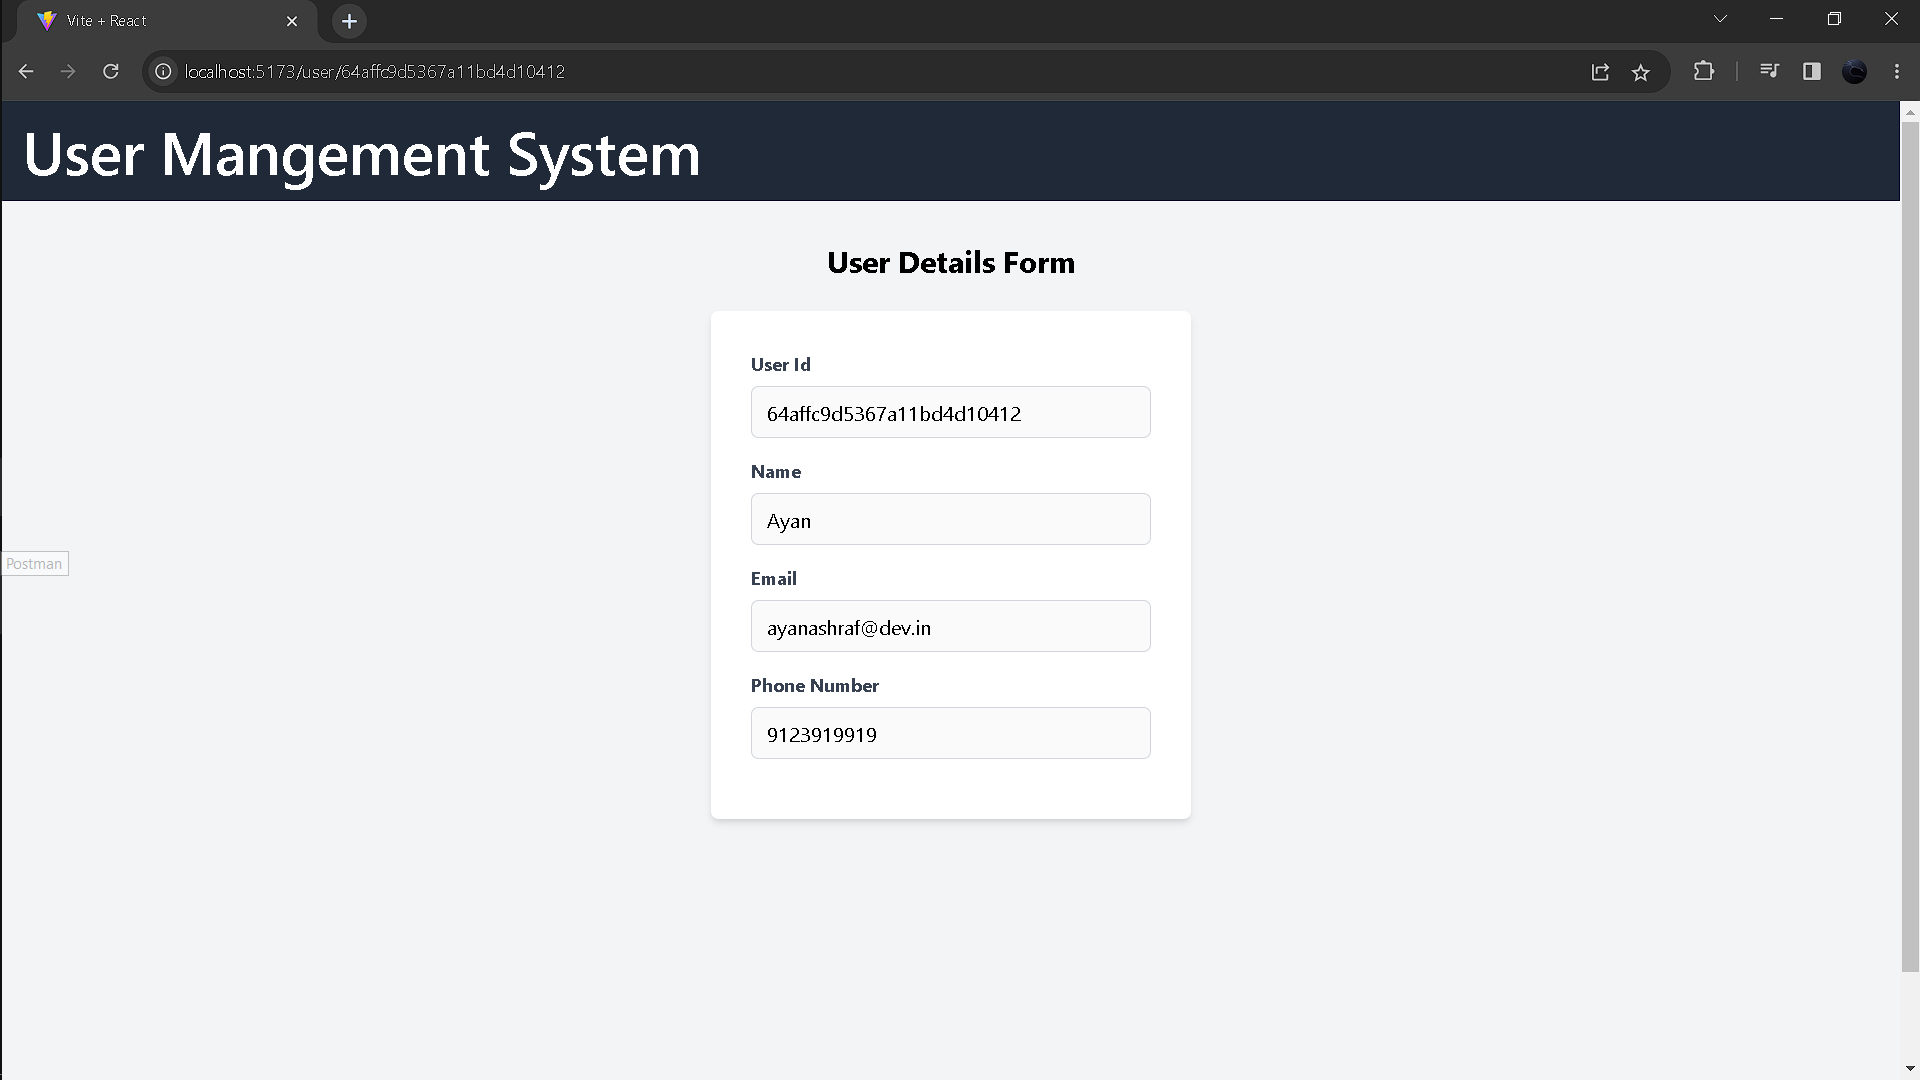 Vite + React
localhost:5173/user/64affc9d5367a11bd4d10412
User Mangement System
User Details Form
User Id
64affc9d5367a11bd4d10412
Name
Ayan
Postman
Email
ayanashraf@dev.in
Phone Number
9123919919